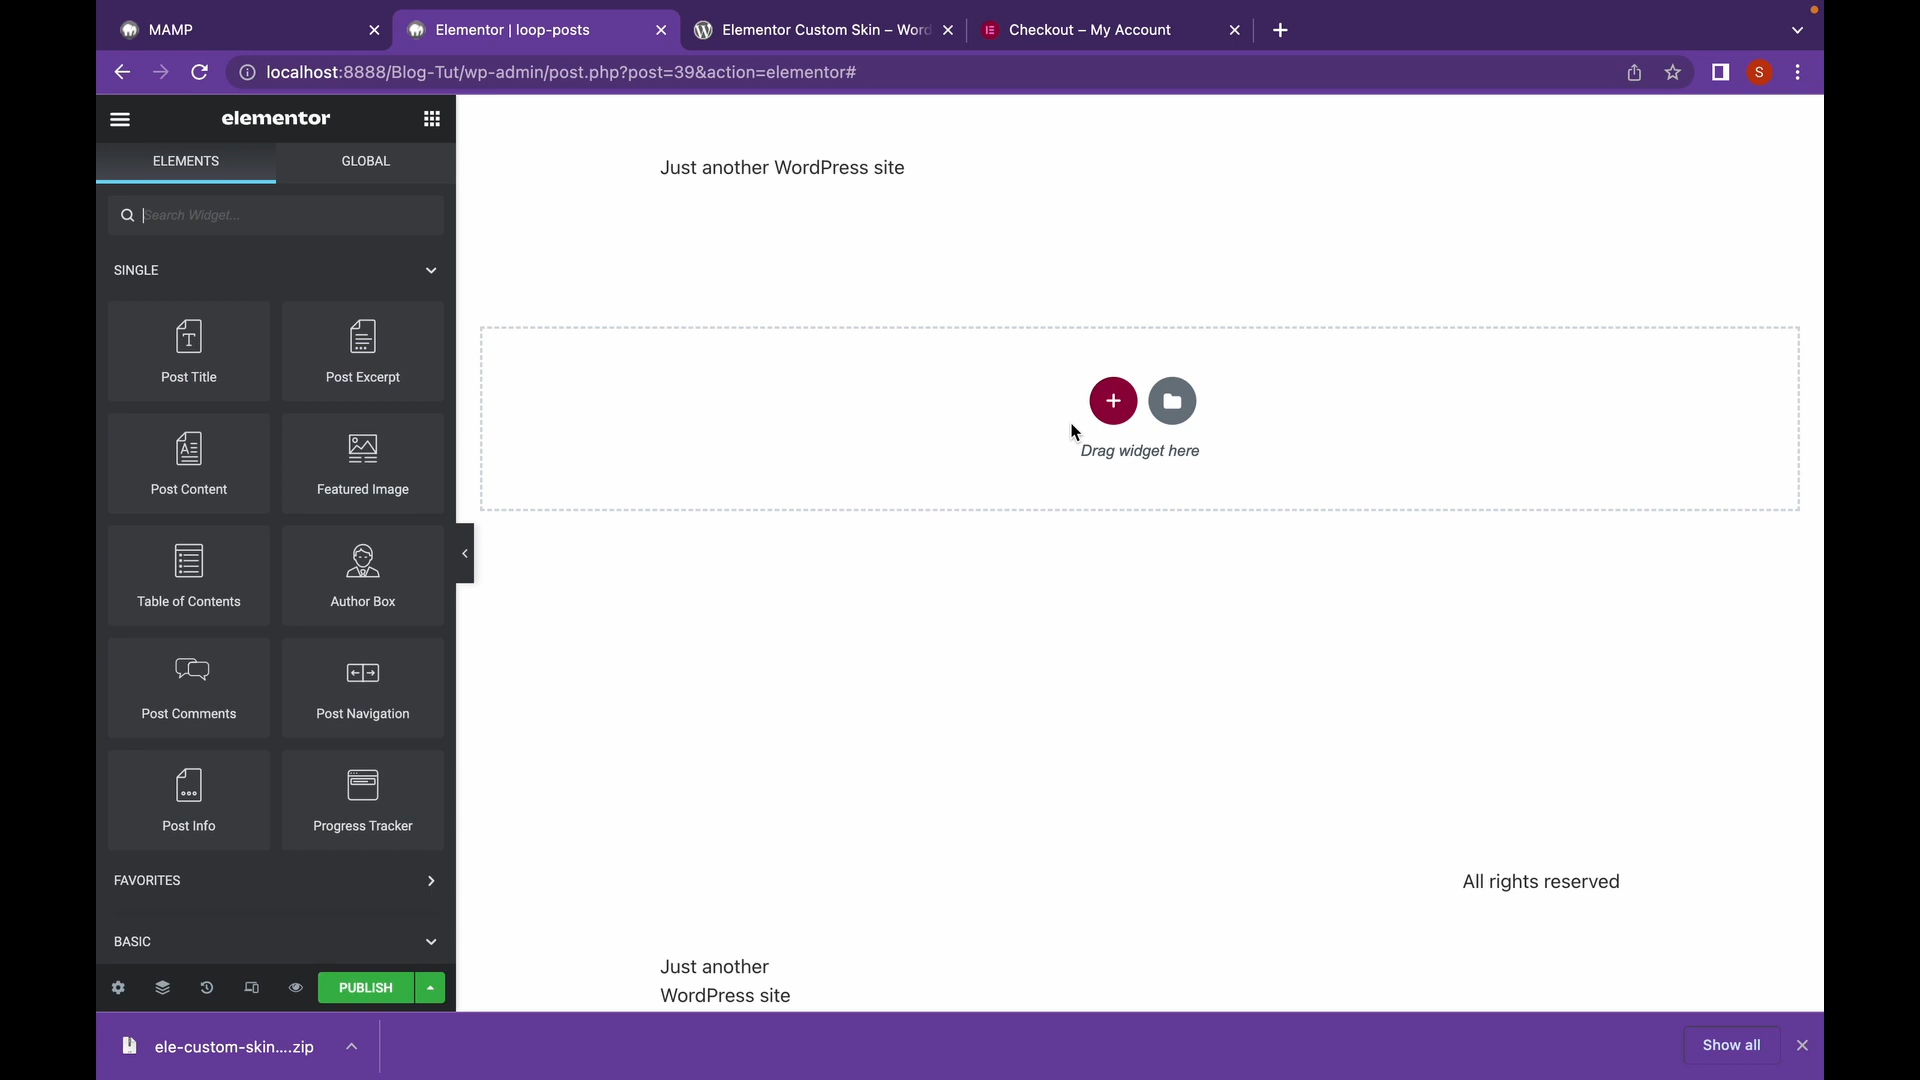 MAMP
Elementor | loop-posts
Elementor Custom Skin – Word
Checkout – My Account
localhost:8888/Blog-Tut/wp-admin/post.php?post=39&action=elementor#
S
elementor
ELEMENTS
GLOBAL
Search Widget...
SINGLE
Post Title
Post Excerpt
Post Content
Featured Image
Table of Contents
Author Box
Post Comments
Post Navigation
Post Info
Progress Tracker
FAVORITES
BASIC
PUBLISH
Just another WordPress site
Drag widget here
All rights reserved
Just another
WordPress site
ele-custom-skin....zip
Show all